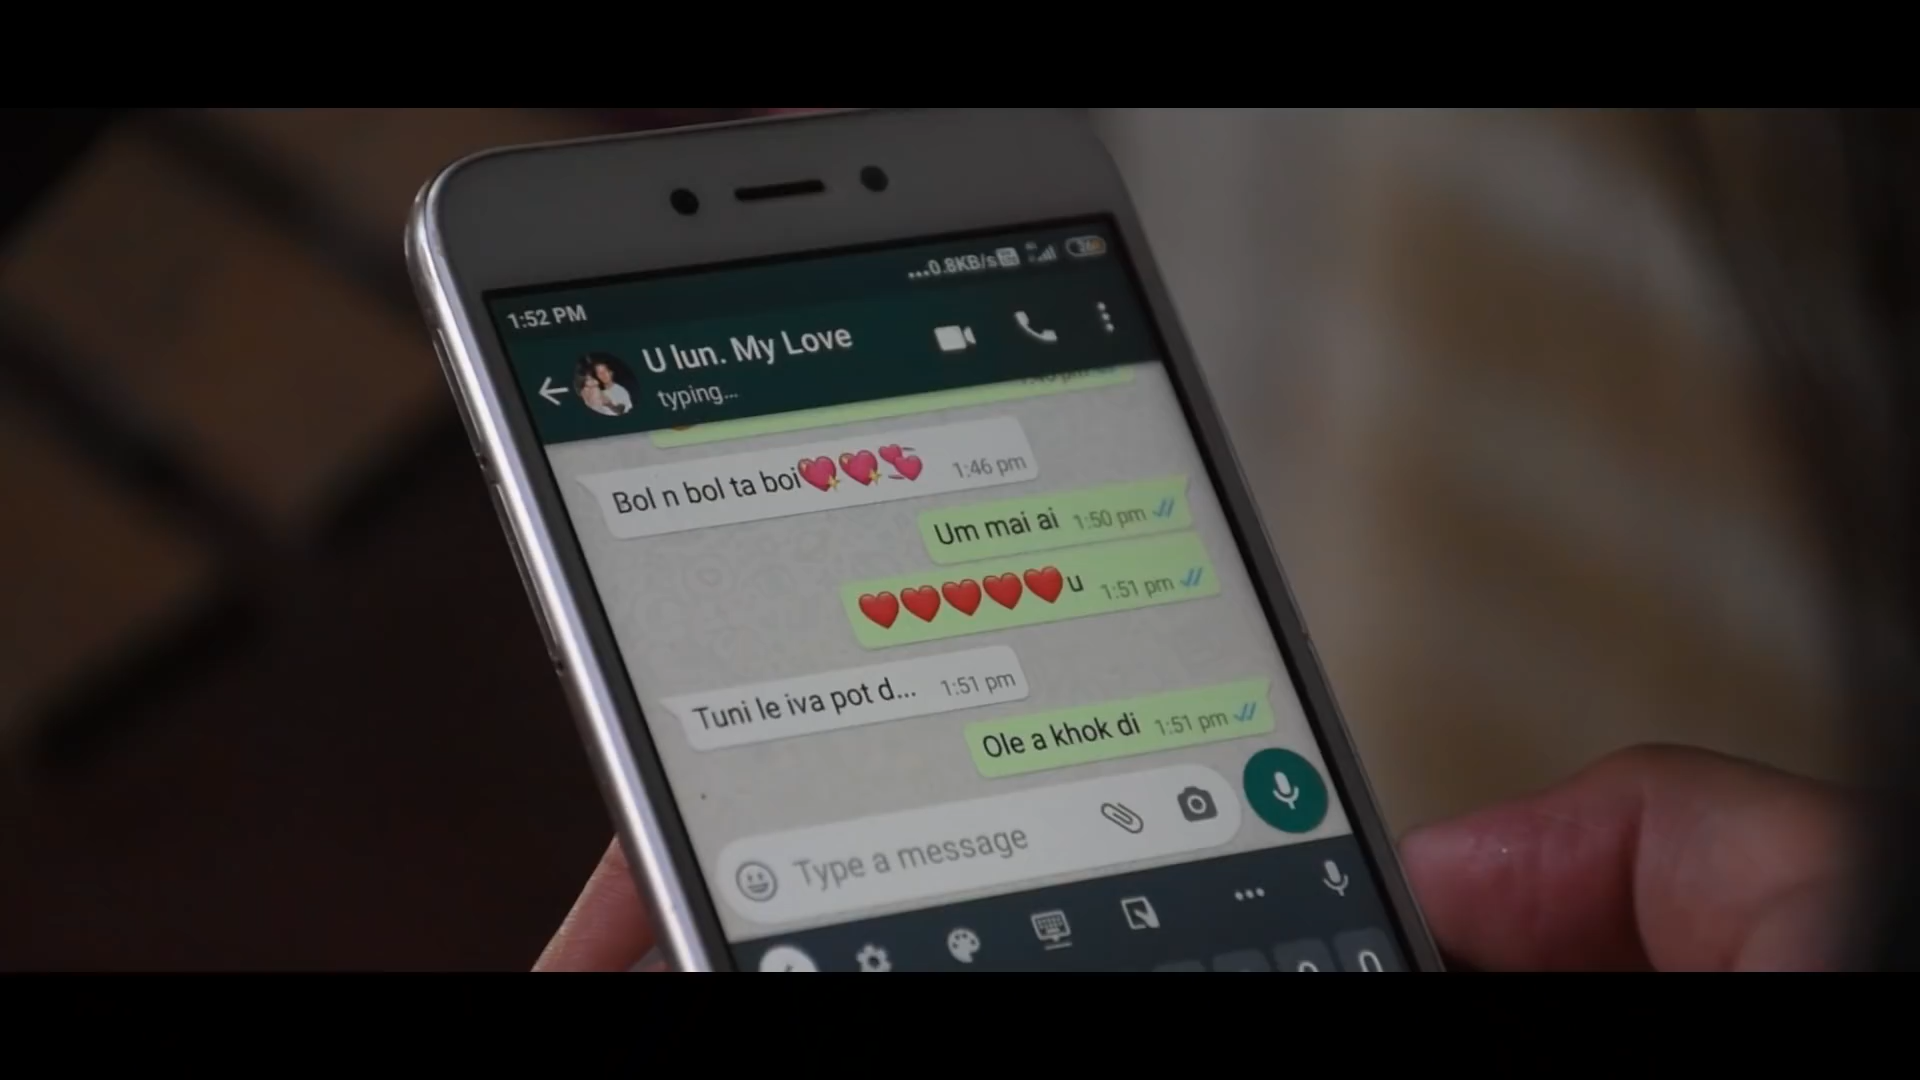 ...0.8KB/s
1:52 PM
U lun. My Love
typing...
Bol n bol ta boi💖💖💞 1:46 pm
Um mai ai 1:50 pm
❤️❤️❤️❤️❤️u 1:51 pm
Tuni le iva pot d... 1:51 pm
Ole a khok di 1:51 pm
Type a message